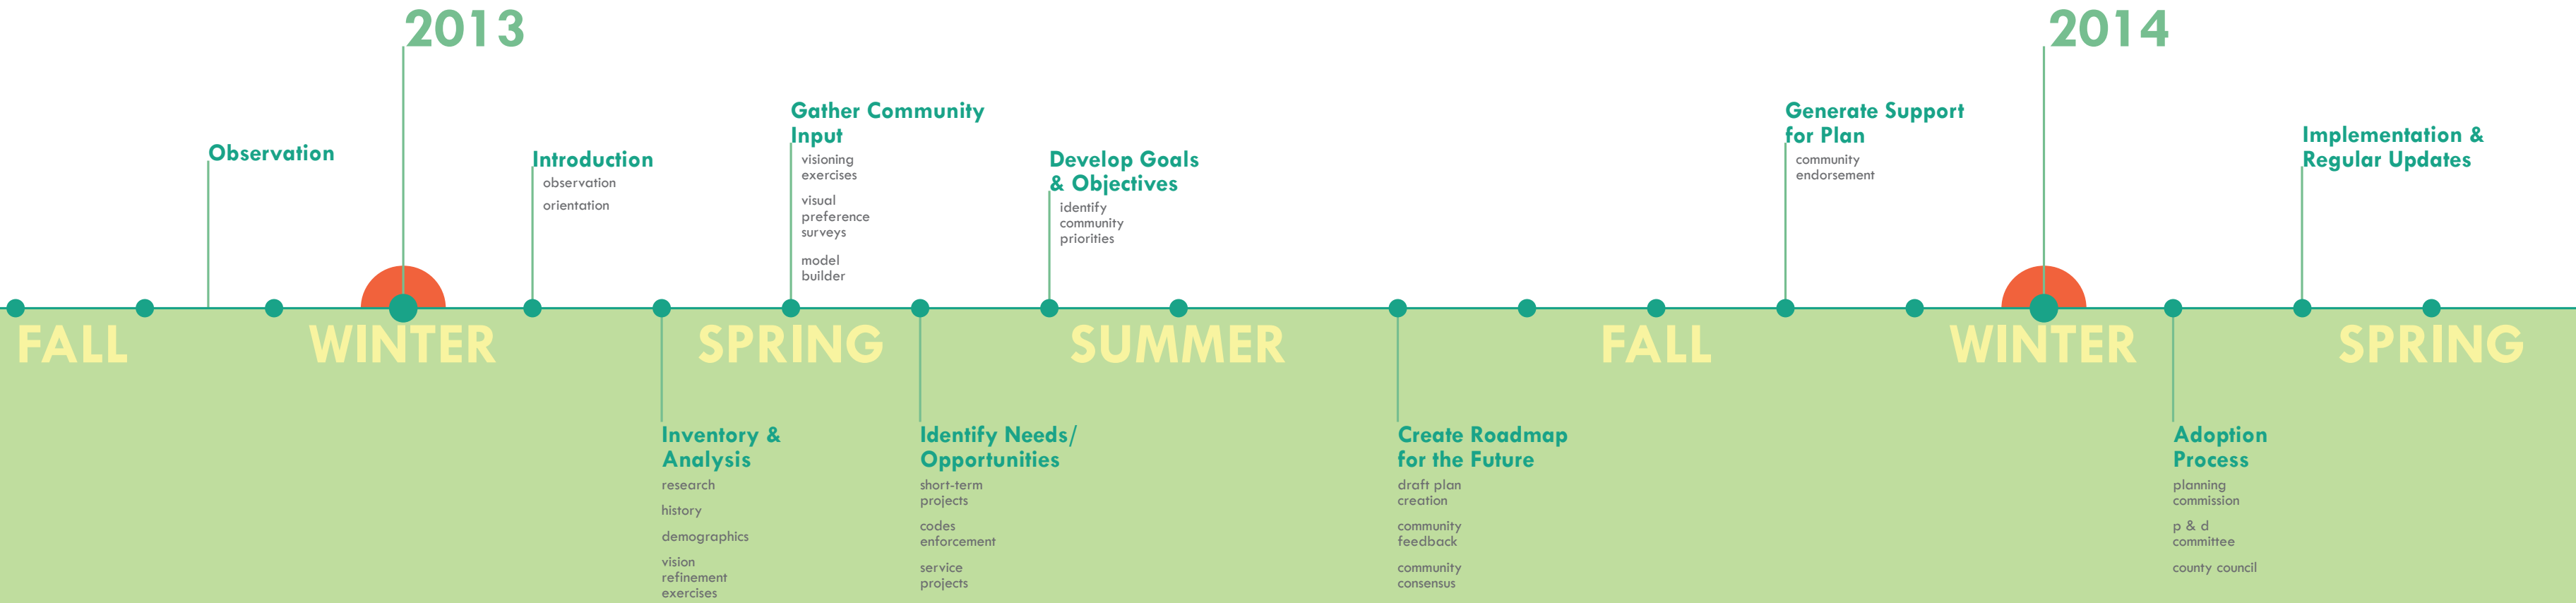 2013
2014
Observation
Introduction
observation
orientation
Gather Community
Input
visioning
exercises
visual
preference
surveys
model
builder
Develop Goals
& Objectives
identify
community
priorities
Generate Support
for Plan
community
endorsement
Implementation &
Regular Updates
FALL
WINTER
SPRING
SUMMER
FALL
WINTER
SPRING
Inventory &
Analysis
research
history
demographics
vision
refinement
exercises
Identify Needs/
Opportunities
short-term
projects
codes
enforcement
service
projects
Create Roadmap
for the Future
draft plan
creation
community
feedback
community
consensus
Adoption
Process
planning
commission
p & d
committee
county council